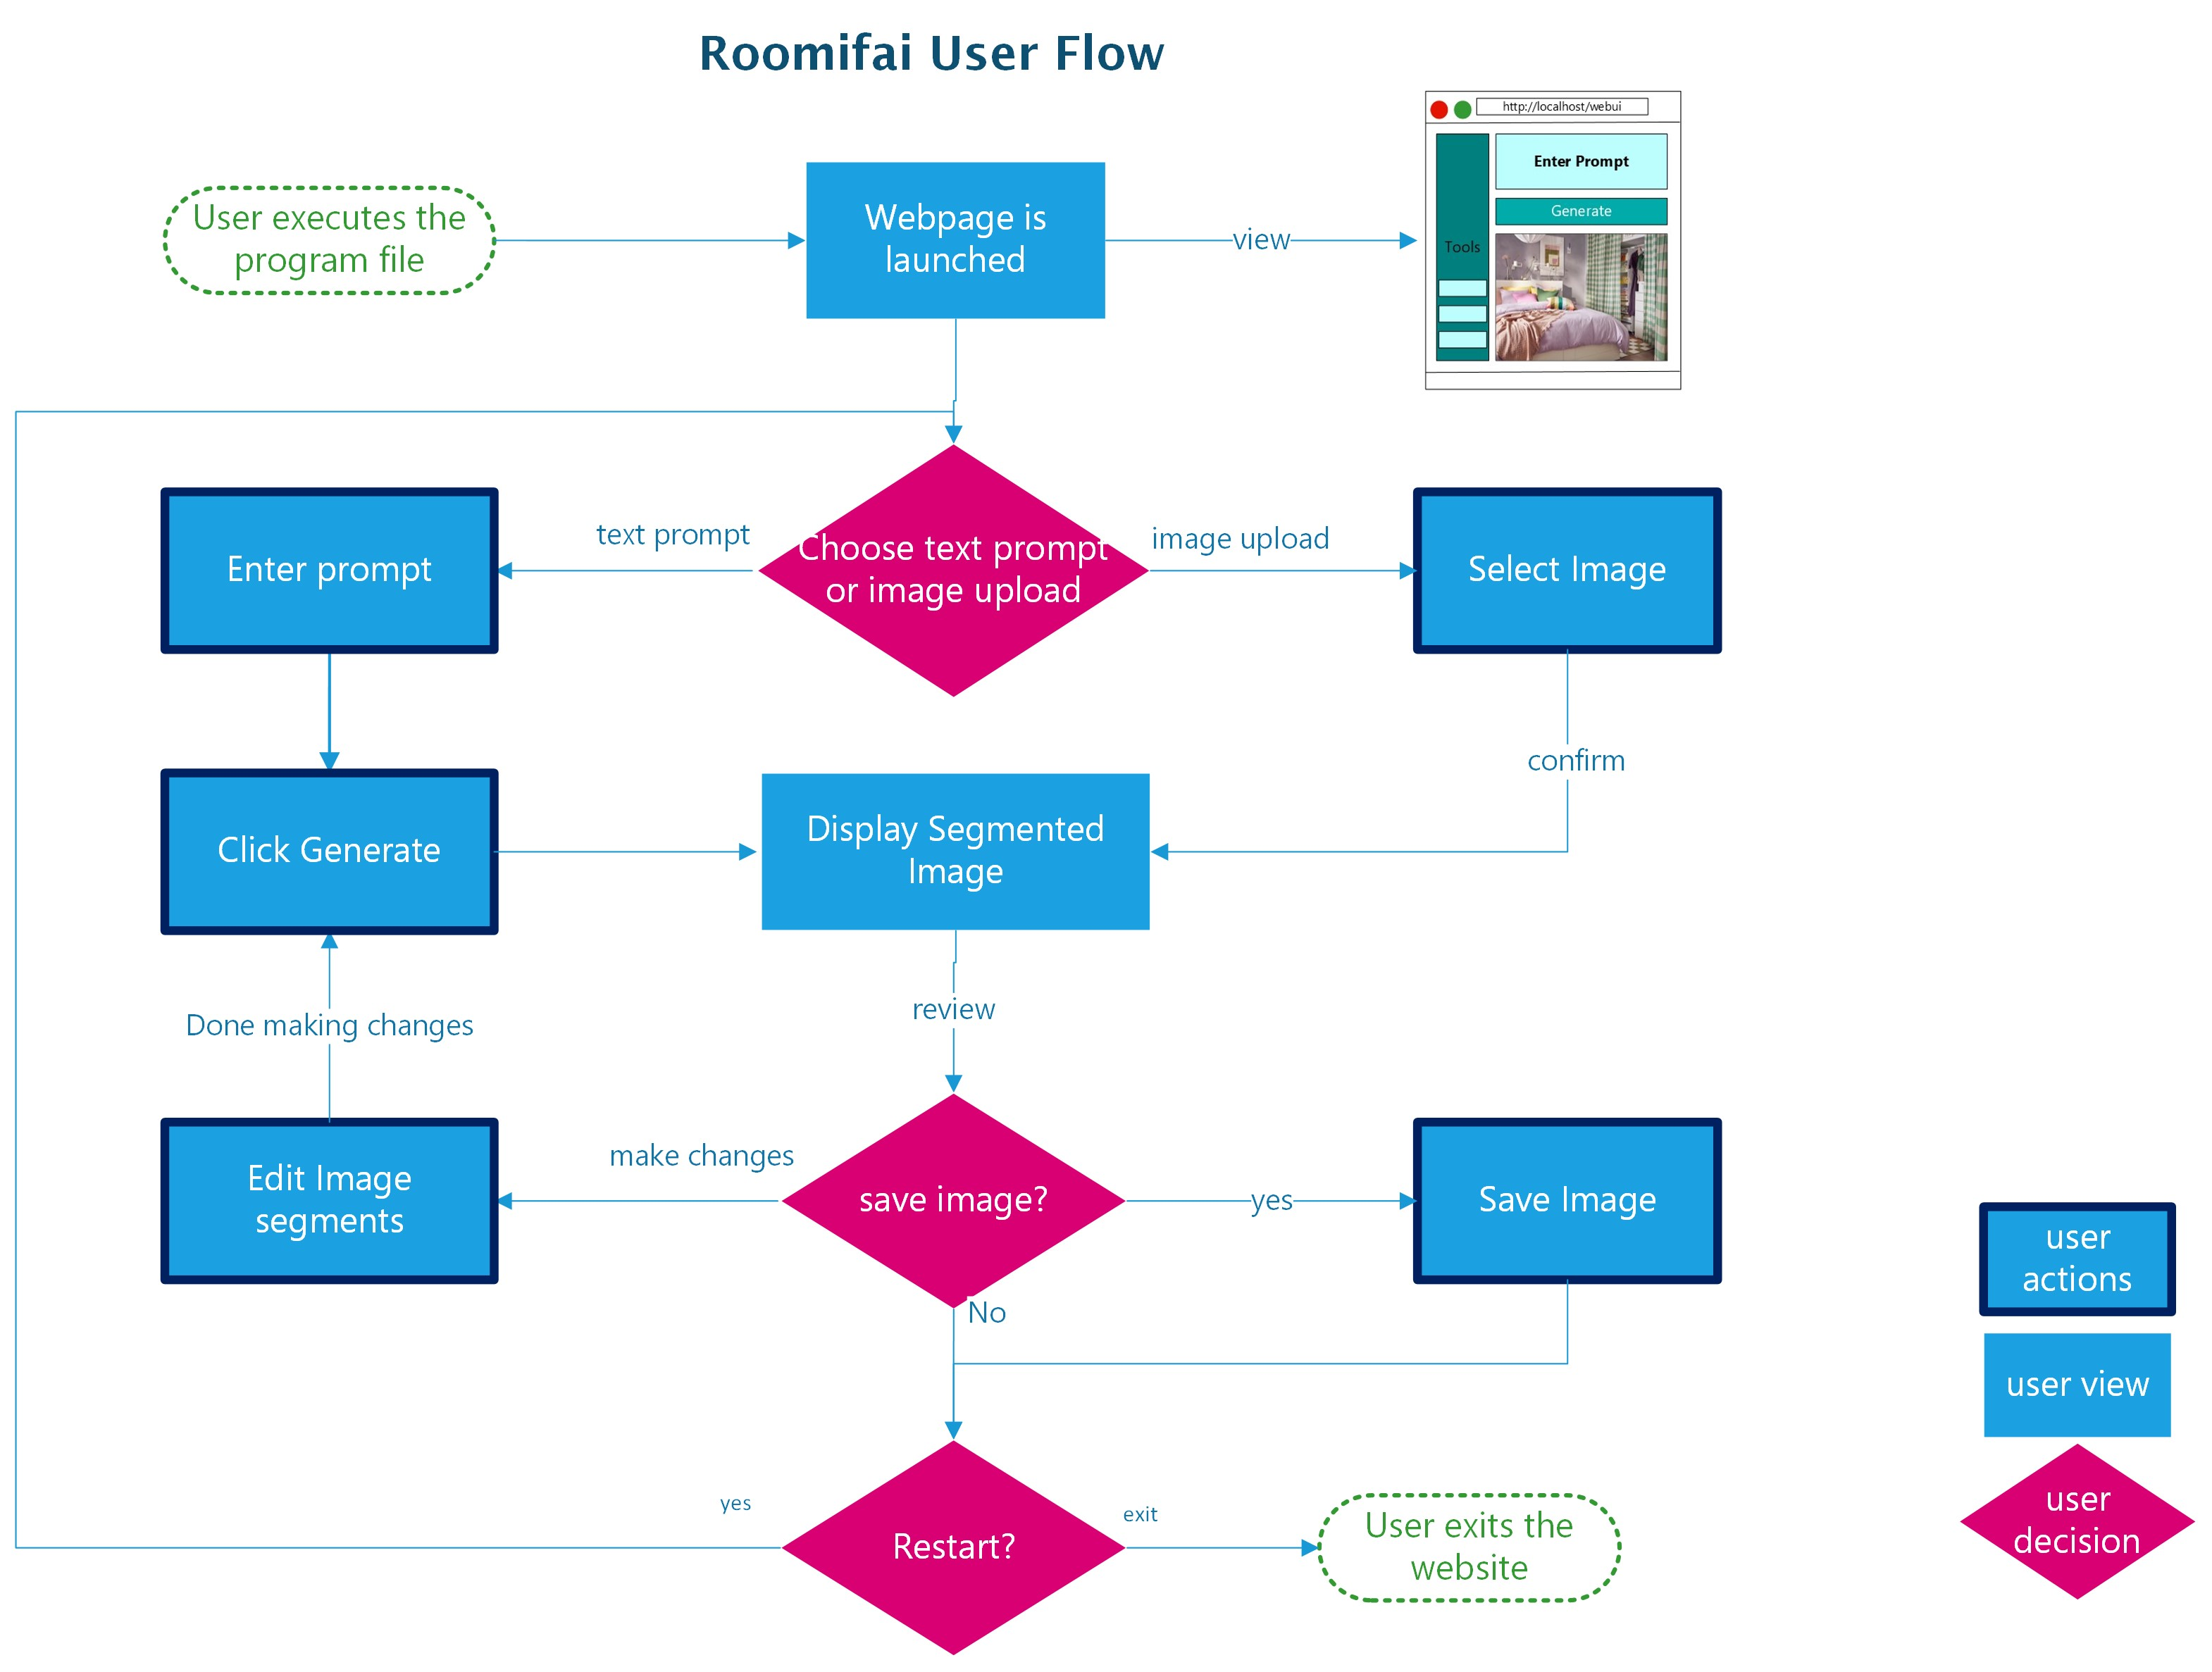 Roomifai User Flow
http://localhost/webui
Enter Prompt
Generate
Tools
User executes the
program file
Webpage is
launched
view
text prompt
Choose text prompt
or image upload
image upload
Enter prompt
Select Image
confirm
Click Generate
Display Segmented
Image
review
Done making changes
make changes
Edit Image
segments
save image?
yes
Save Image
No
yes
Restart?
exit
User exits the
website
user
actions
user view
user
decision